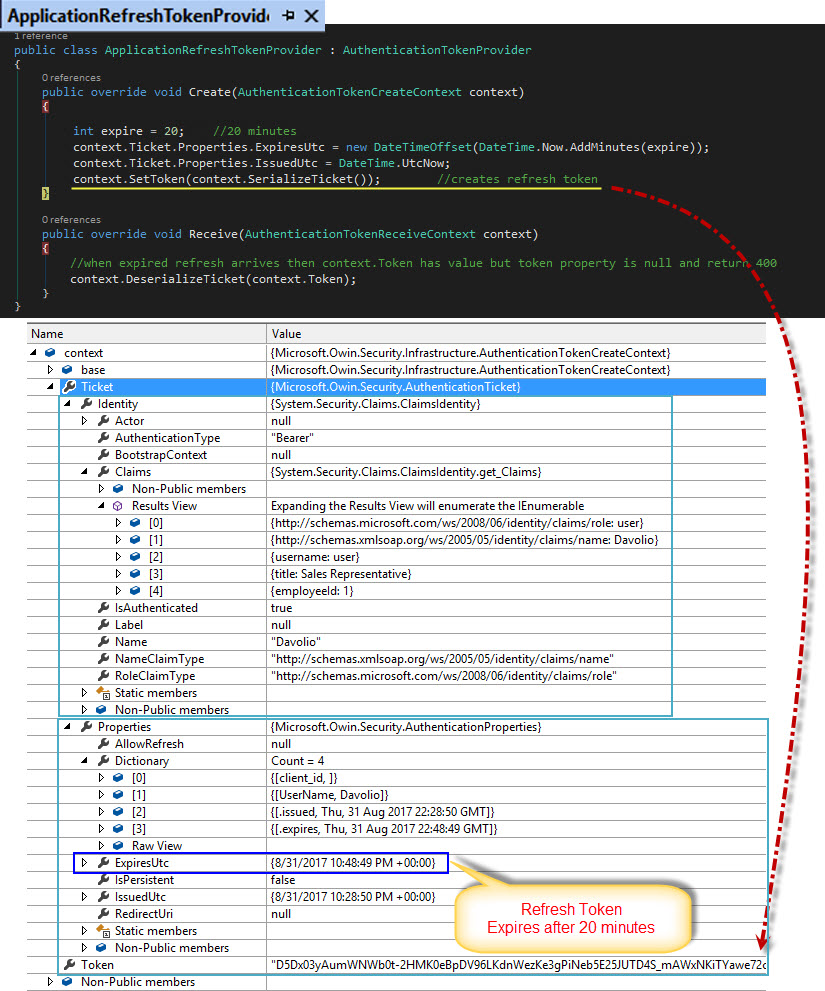 ApplicationRefreshTokenProvide
1 reference
public class ApplicationRefreshTokenProvider : AuthenticationTokenProvider
{
0 references
public override void Create(AuthenticationTokenCreateContext context)
{
int expire = 20; //20 minutes
context.Ticket.Properties.ExpiresUtc = new DateTimeOffset(DateTime.Now.AddMinutes(expire));
context.Ticket.Properties.IssuedUtc = DateTime.UtcNow;
context.SetToken(context.SerializeTicket()); //creates refresh token
}
0 references
public override void Receive(AuthenticationTokenReceiveContext context)
{
//when expired refresh arrives then context.Token has value but token property is null and return 400
context.DeserializeTicket(context.Token);
}
}
Name Value
context {Microsoft.Owin.Security.Infrastructure.AuthenticationTokenCreateContext}
base {Microsoft.Owin.Security.Infrastructure.AuthenticationTokenCreateContext}
Ticket {Microsoft.Owin.Security.AuthenticationTicket}
Identity {System.Security.Claims.ClaimsIdentity}
Actor null
AuthenticationType "Bearer"
BootstrapContext null
Claims {System.Security.Claims.ClaimsIdentity.get_Claims}
Non-Public members
Results View Expanding the Results View will enumerate the IEnumerable
[0] {http://schemas.microsoft.com/ws/2008/06/identity/claims/role: user}
[1] {http://schemas.xmlsoap.org/ws/2005/05/identity/claims/name: Davolio}
[2] {username: user}
[3] {title: Sales Representative}
[4] {employeeId: 1}
IsAuthenticated true
Label null
Name "Davolio"
NameClaimType "http://schemas.xmlsoap.org/ws/2005/05/identity/claims/name"
RoleClaimType "http://schemas.microsoft.com/ws/2008/06/identity/claims/role"
Static members
Non-Public members
Properties {Microsoft.Owin.Security.AuthenticationProperties}
AllowRefresh null
Dictionary Count = 4
[0] {[client_id, ]}
[1] {[UserName, Davolio]}
[2] {[.issued, Thu, 31 Aug 2017 22:28:50 GMT]}
[3] {[.expires, Thu, 31 Aug 2017 22:48:49 GMT]}
Raw View
ExpiresUtc {8/31/2017 10:48:49 PM +00:00}
IsPersistent false
IssuedUtc {8/31/2017 10:28:50 PM +00:00}
RedirectUri null
Refresh Token
Expires after 20 minutes
Static members
Non-Public members
Token "D5Dx03yAumWNWb0t-2HMK0eBpDV96LKdnWezKe3gPiNeb5E25JUTD4S_mAWxNKiTYawe72c
Non-Public members